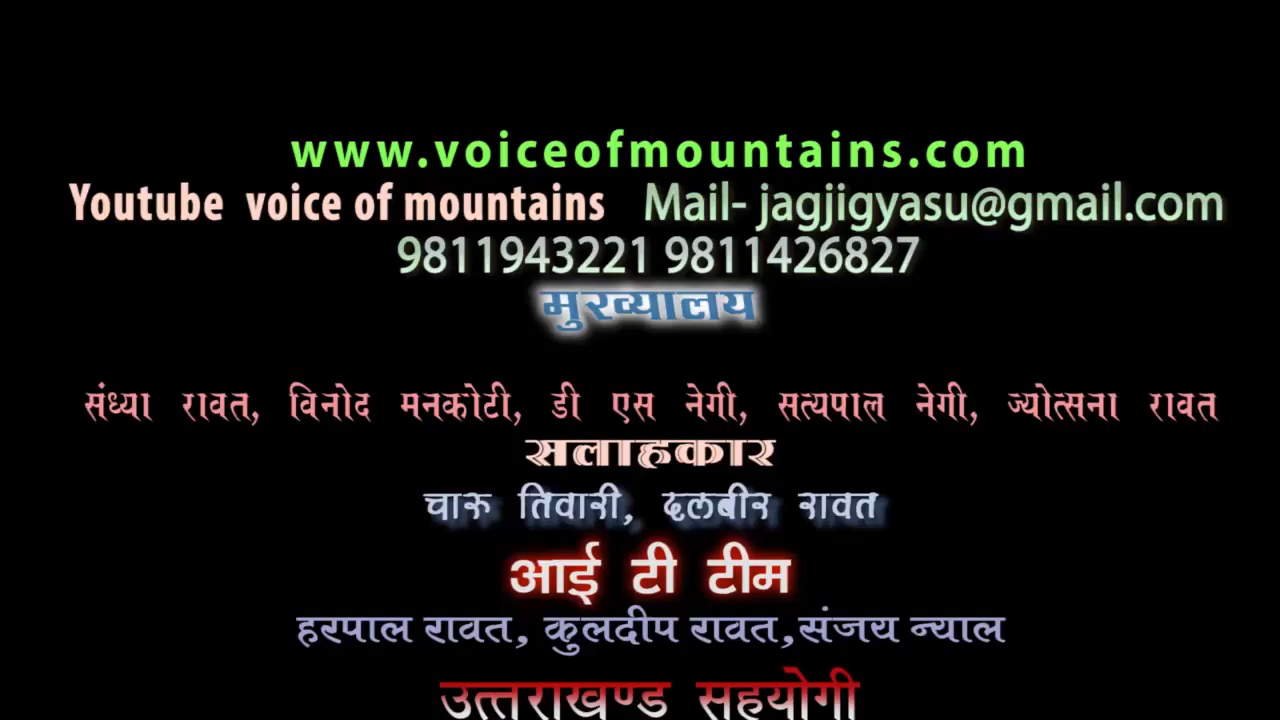 www.voiceofmountains.com
Youtube voice of mountains Mail- jagjigyasu@gmail.com
9811943221 9811426827
मुख्यालय
संध्या रावत, विनोद मनकोटी, डी एस नेगी, सत्यपाल नेगी, ज्योत्सना रावत
सलाहकार
चारु तिवारी, दलबीर रावत
आई टी टीम
हरपाल रावत, कुलदीप रावत,संजय न्याल
उत्तराखण्ड सहयोगी